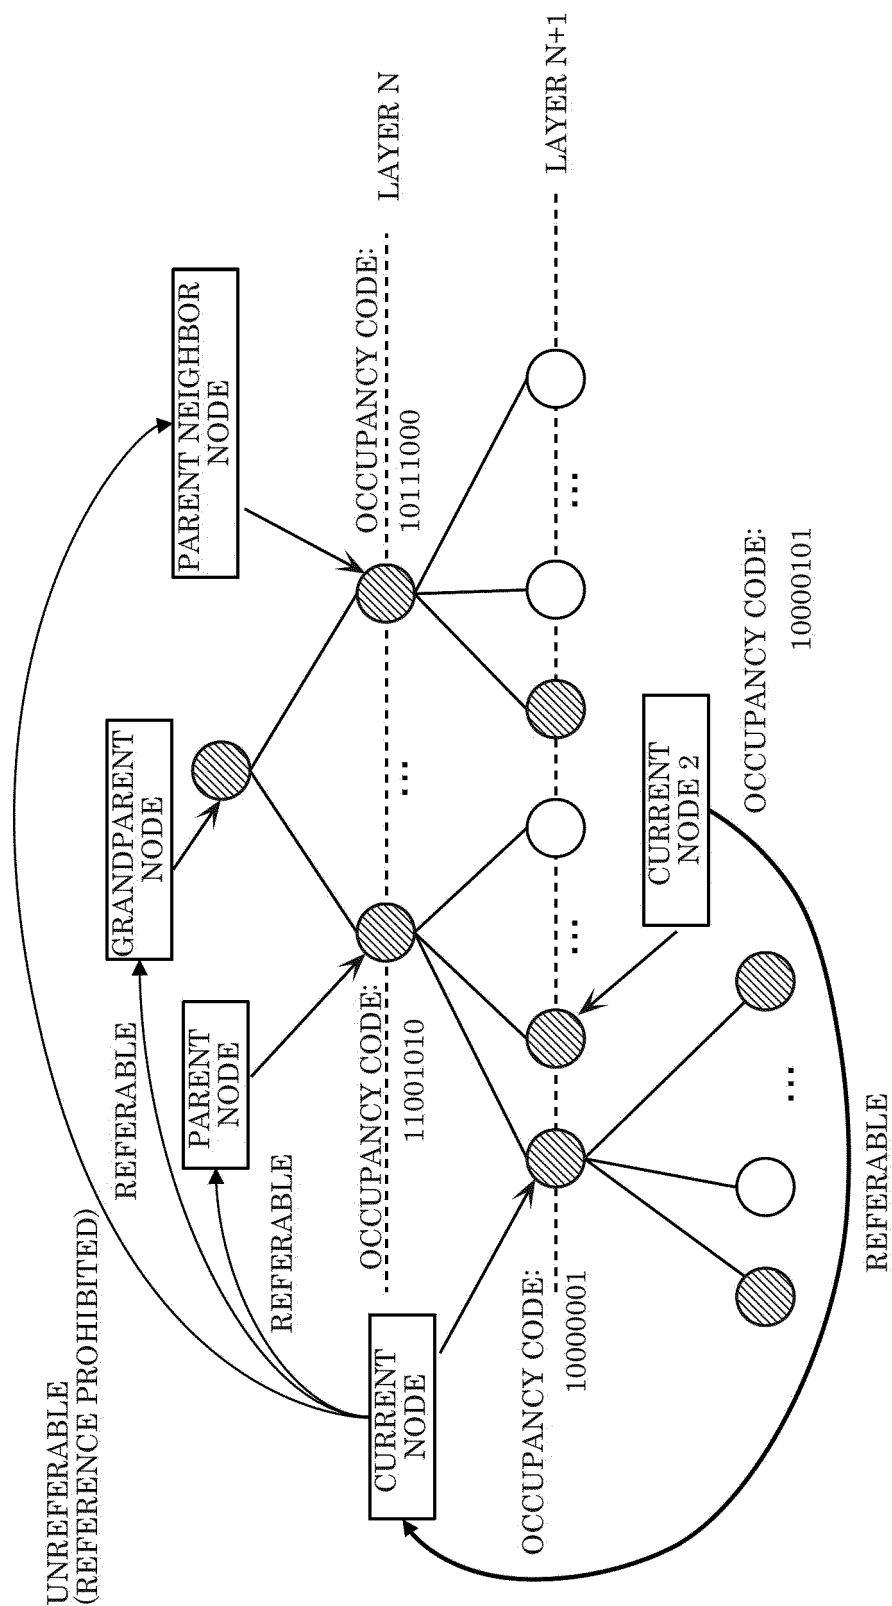 UNREFERABLE
(REFERENCE PROHIBITED)
REFERABLE
GRANDPARENT
NODE
PARENT NEIGHBOR
NODE
REFERABLE
PARENT
NODE
CURRENT
NODE
OCCUPANCY CODE:
11001010
...
OCCUPANCY CODE:
10111000
LAYER N
OCCUPANCY CODE:
10000001
...
...
LAYER N+1
CURRENT
NODE 2
OCCUPANCY CODE:
10000101
...
REFERABLE